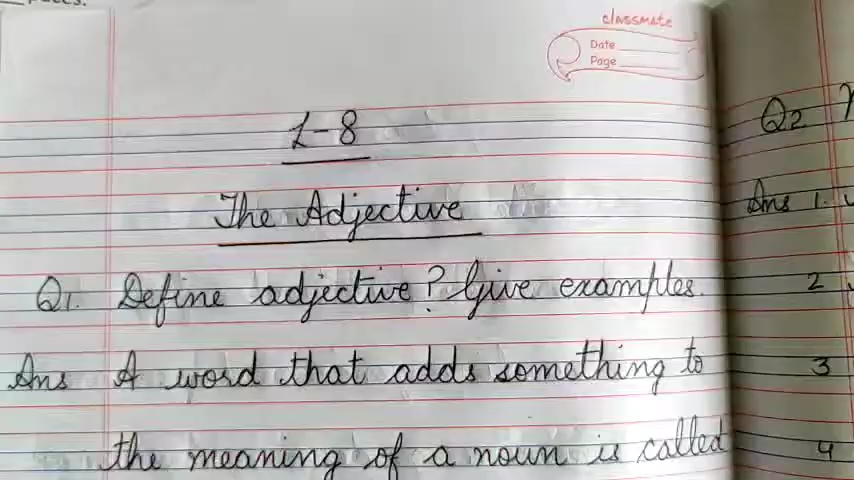 classmate
Date
Page
L-8
The Adjective
Q1. Define adjective? Give examples.
Ans A word that adds something to
the meaning of a noun is called
Q2
Ans 1.
2
3
4